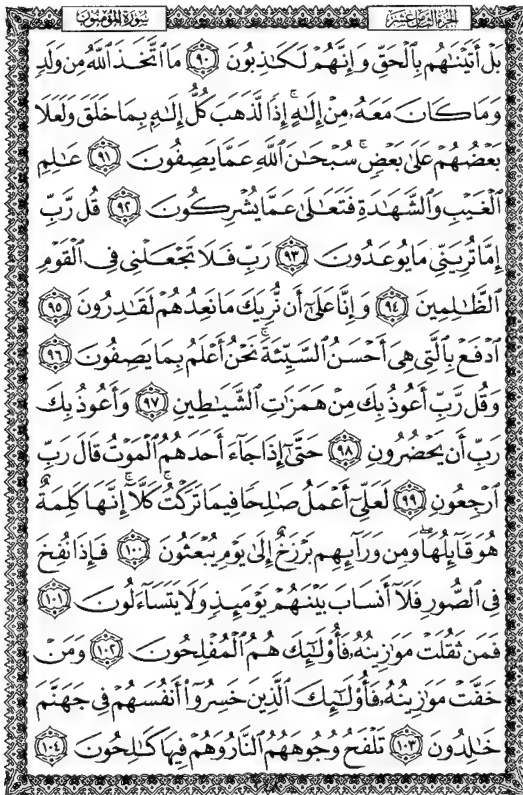 سُورَةُ المؤمنون
الجزء الثامن عشر
بَلْ أَتَيْنَٰهُم بِٱلْحَقِّ وَإِنَّهُمْ لَكَٰذِبُونَ ﴿٩٠﴾ مَا ٱتَّخَذَ ٱللَّهُ مِن وَلَدٍ
وَمَا كَانَ مَعَهُۥ مِنْ إِلَٰهٍ ۚ إِذًا لَّذَهَبَ كُلُّ إِلَٰهٍۭ بِمَا خَلَقَ وَلَعَلَا
بَعْضُهُمْ عَلَىٰ بَعْضٍ ۚ سُبْحَٰنَ ٱللَّهِ عَمَّا يَصِفُونَ ﴿٩١﴾ عَٰلِمِ
ٱلْغَيْبِ وَٱلشَّهَٰدَةِ فَتَعَٰلَىٰ عَمَّا يُشْرِكُونَ ﴿٩٢﴾ قُل رَّبِّ
إِمَّا تُرِيَنِّي مَا يُوعَدُونَ ﴿٩٣﴾ رَبِّ فَلَا تَجْعَلْنِي فِي ٱلْقَوْمِ
ٱلظَّٰلِمِينَ ﴿٩٤﴾ وَإِنَّا عَلَىٰٓ أَن نُّرِيَكَ مَا نَعِدُهُمْ لَقَٰدِرُونَ ﴿٩٥﴾
ٱدْفَعْ بِٱلَّتِي هِيَ أَحْسَنُ ٱلسَّيِّئَةَ ۚ نَحْنُ أَعْلَمُ بِمَا يَصِفُونَ ﴿٩٦﴾
وَقُل رَّبِّ أَعُوذُ بِكَ مِنْ هَمَزَٰتِ ٱلشَّيَٰطِينِ ﴿٩٧﴾ وَأَعُوذُ بِكَ
رَبِّ أَن يَحْضُرُونِ ﴿٩٨﴾ حَتَّىٰٓ إِذَا جَآءَ أَحَدَهُمُ ٱلْمَوْتُ قَالَ رَبِّ
ٱرْجِعُونِ ﴿٩٩﴾ لَعَلِّيٓ أَعْمَلُ صَٰلِحًا فِيمَا تَرَكْتُ ۚ كَلَّآ ۚ إِنَّهَا كَلِمَةٌ
هُوَ قَآئِلُهَا ۖ وَمِن وَرَآئِهِم بَرْزَخٌ إِلَىٰ يَوْمِ يُبْعَثُونَ ﴿١٠٠﴾ فَإِذَا نُفِخَ
فِي ٱلصُّورِ فَلَآ أَنسَابَ بَيْنَهُمْ يَوْمَئِذٍ وَلَا يَتَسَآءَلُونَ ﴿١٠١﴾
فَمَن ثَقُلَتْ مَوَٰزِينُهُۥ فَأُو۟لَٰٓئِكَ هُمُ ٱلْمُفْلِحُونَ ﴿١٠٢﴾ وَمَنْ
خَفَّتْ مَوَٰزِينُهُۥ فَأُو۟لَٰٓئِكَ ٱلَّذِينَ خَسِرُوٓا۟ أَنفُسَهُمْ فِي جَهَنَّمَ
خَٰلِدُونَ ﴿١٠٣﴾ تَلْفَحُ وُجُوهَهُمُ ٱلنَّارُ وَهُمْ فِيهَا كَٰلِحُونَ ﴿١٠٤﴾